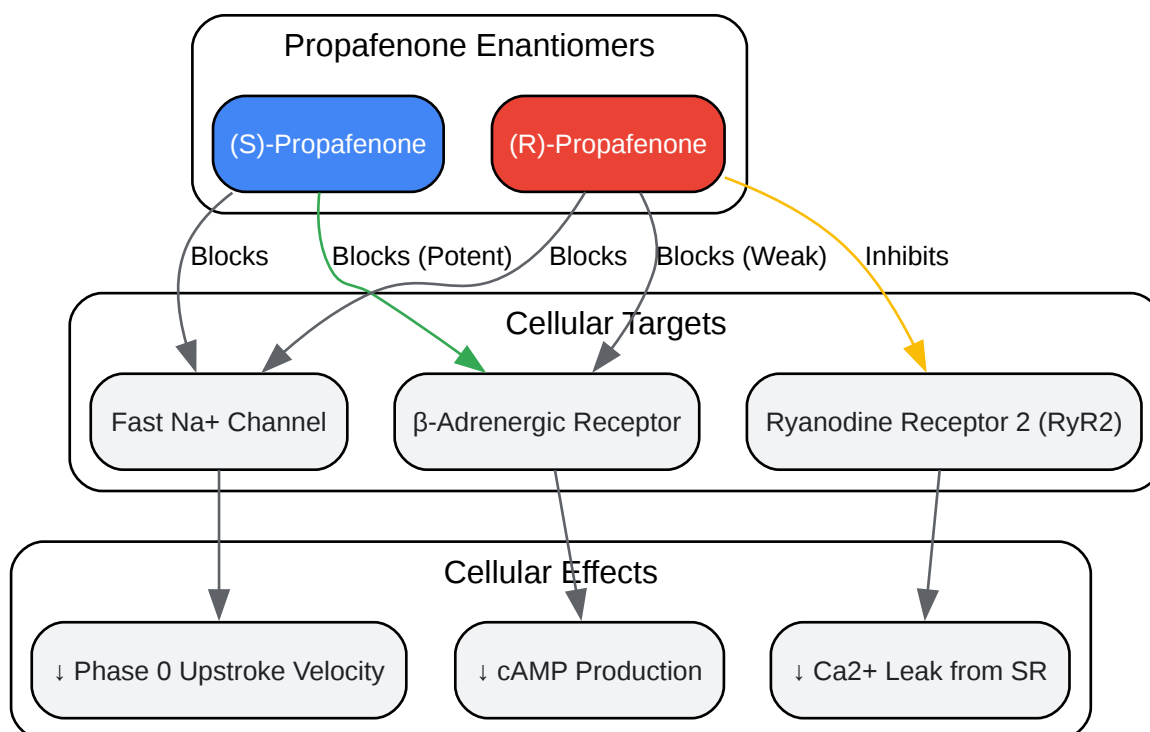 Propafenone Enantiomers
(S)-Propafenone
(R)-Propafenone
Blocks
Blocks (Potent)
Blocks
Blocks (Weak)
Inhibits
Cellular Targets
Fast Na+ Channel
β-Adrenergic Receptor
Ryanodine Receptor 2 (RyR2)
Cellular Effects
↓ Phase 0 Upstroke Velocity
↓ cAMP Production
↓ Ca2+ Leak from SR